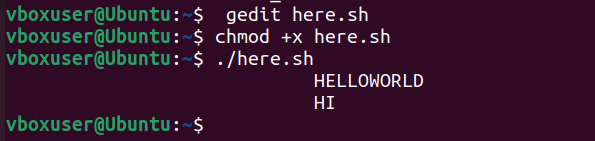 vboxuser@Ubuntu:~$  gedit here.sh
vboxuser@Ubuntu:~$ chmod +x here.sh
vboxuser@Ubuntu:~$ ./here.sh
                HELLOWORLD
                HI
vboxuser@Ubuntu:~$